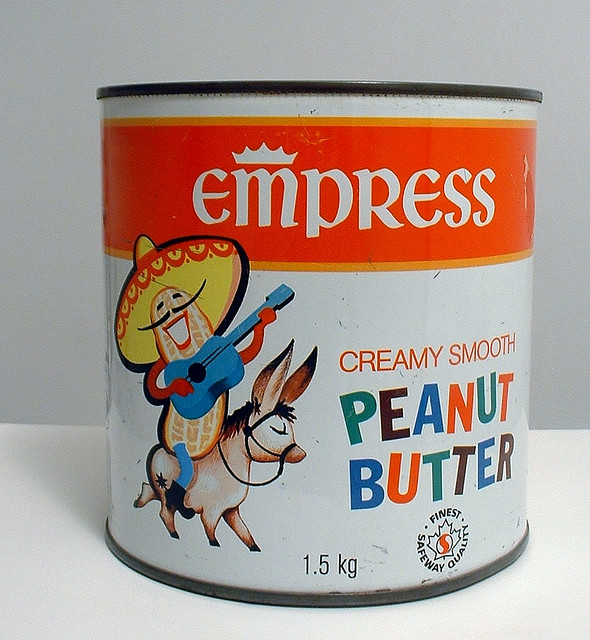 EMPRESS
CREAMY SMOOTH
PEANUT
BUTTER
FINEST
SAFEWAY QUALITY
S
1.5 kg